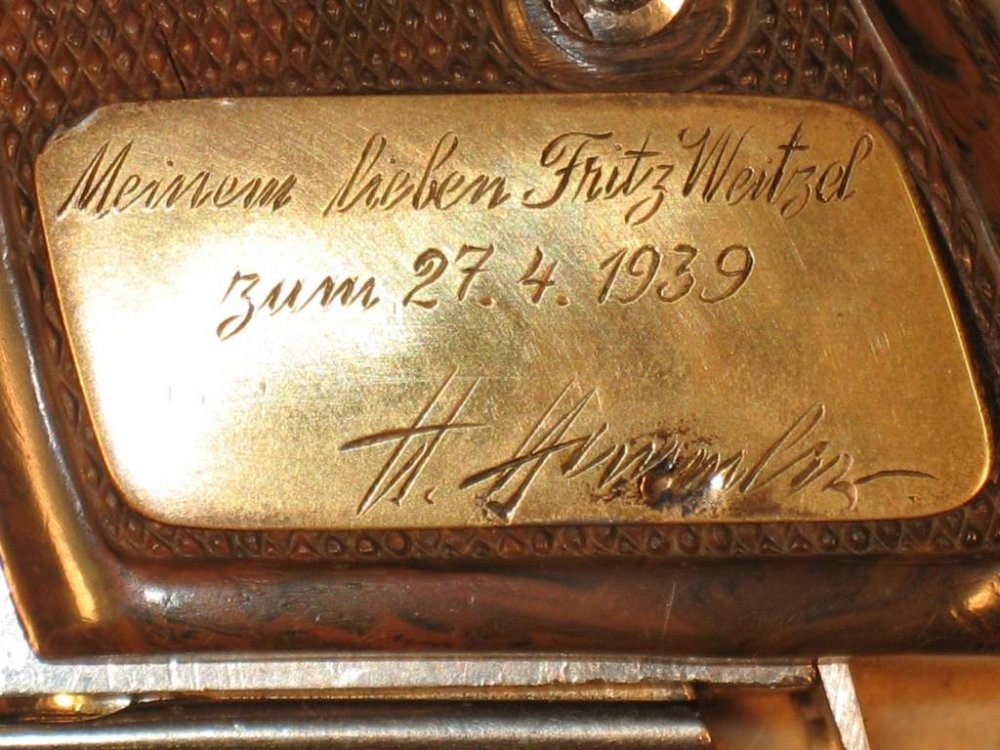 Meinem lieben Fritz Weitzel
zum 27. 4. 1939
H. Himmler